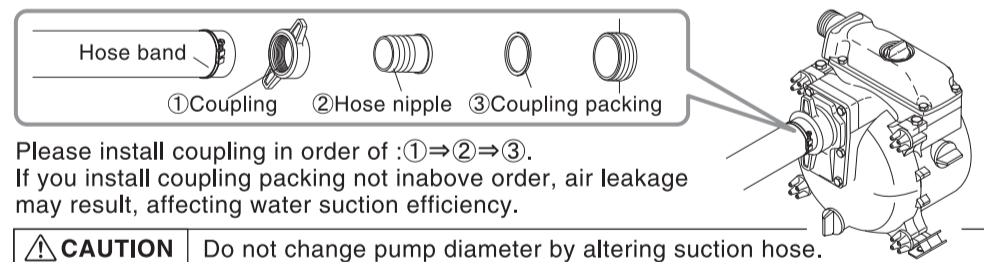 Hose band
①Coupling ②Hose nipple ③Coupling packing
Please install coupling in order of :①⇒②⇒③.
If you install coupling packing not inabove order, air leakage
may result, affecting water suction efficiency.
⚠ CAUTION Do not change pump diameter by altering suction hose.